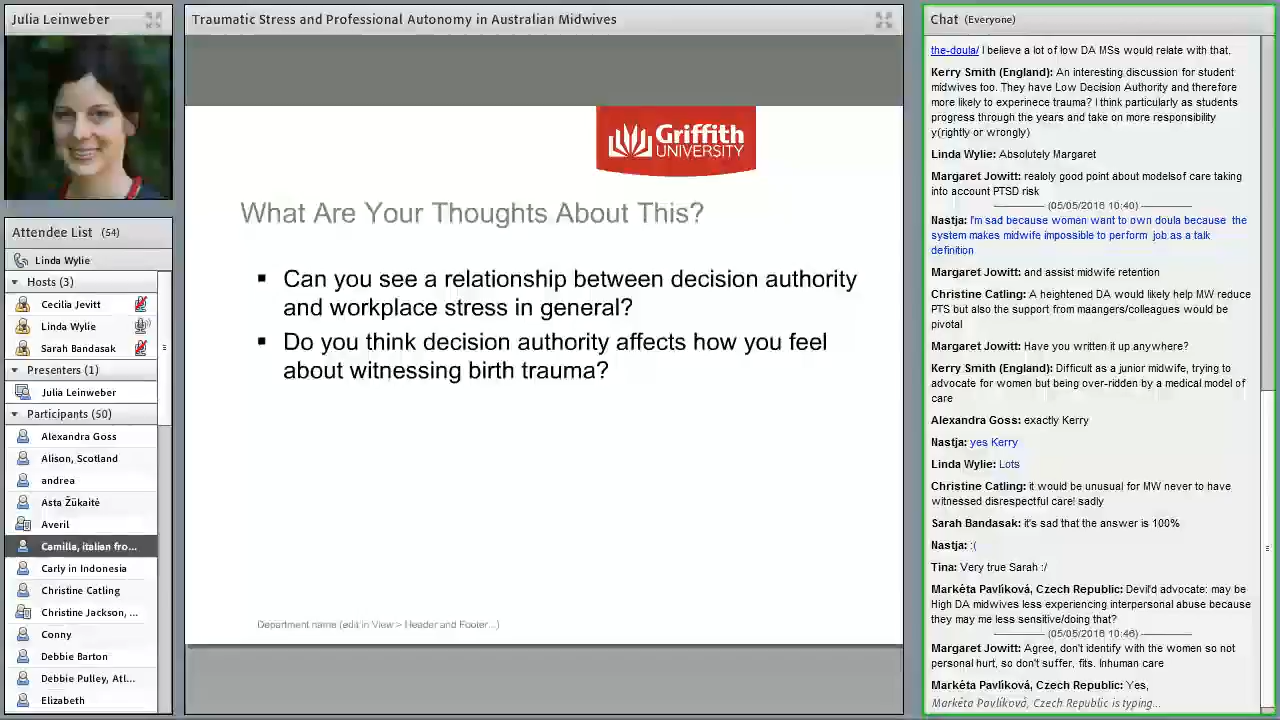 Julia Leinweber
Attendee List (54)
Linda Wylie
Hosts (3)
Cecilia Jevitt
Linda Wylie
Sarah Bandasak
Presenters (1)
Julia Leinweber
Participants (50)
Alexandra Goss
Alison, Scotland
andrea
Asta Žūkaitė
Averil
Camilla, italian fro...
Carly in Indonesia
Christine Catling
Christine Jackson, ...
Conny
Debbie Barton
Debbie Pulley, Atl...
Elizabeth
Traumatic Stress and Professional Autonomy in Australian Midwives
Griffith
UNIVERSITY
What Are Your Thoughts About This?
▪ Can you see a relationship between decision authority
and workplace stress in general?
▪ Do you think decision authority affects how you feel
about witnessing birth trauma?
Department name (edit in View > Header and Footer...)
Chat (Everyone)
the-doula/ I believe a lot of low DA MSs would relate with that.
Kerry Smith (England): An interesting discussion for student
midwives too. They have Low Decision Authority and therefore
more likely to experinece trauma? I think particularly as students
progress through the years and take on more responsibility
y(rightly or wrongly)
Linda Wylie: Absolutely Margaret
Margaret Jowitt: realoly good point about modelsof care taking
into account PTSD risk
(05/05/2016 10:40)
Nastja: I'm sad because women want to own doula because the
system makes midwife impossible to perform job as a talk
definition
Margaret Jowitt: and assist midwife retention
Christine Catling: A heightened DA would likely help MW reduce
PTS but also the support from maangers/colleagues would be
pivotal
Margaret Jowitt: Have you written it up anywhere?
Kerry Smith (England): Difficult as a junior midwife, trying to
advocate for women but being over-ridden by a medical model of
care
Alexandra Goss: exactly Kerry
Nastja: yes Kerry
Linda Wylie: Lots
Christine Catling: it would be unusual for MW never to have
witnessed disrespectful care! sadly
Sarah Bandasak: it's sad that the answer is 100%
Nastja: :(
Tina: Very true Sarah :/
Markéta Pavlíková, Czech Republic: Devil'd advocate: may be
High DA midwives less experiencing interpersonal abuse because
they may me less sensitive/doing that?
(05/05/2016 10:46)
Margaret Jowitt: Agree, don't identify with the women so not
personal hurt, so don't suffer, fits. Inhuman care
Markéta Pavlíková, Czech Republic: Yes,
Markéta Pavlíková, Czech Republic is typing...